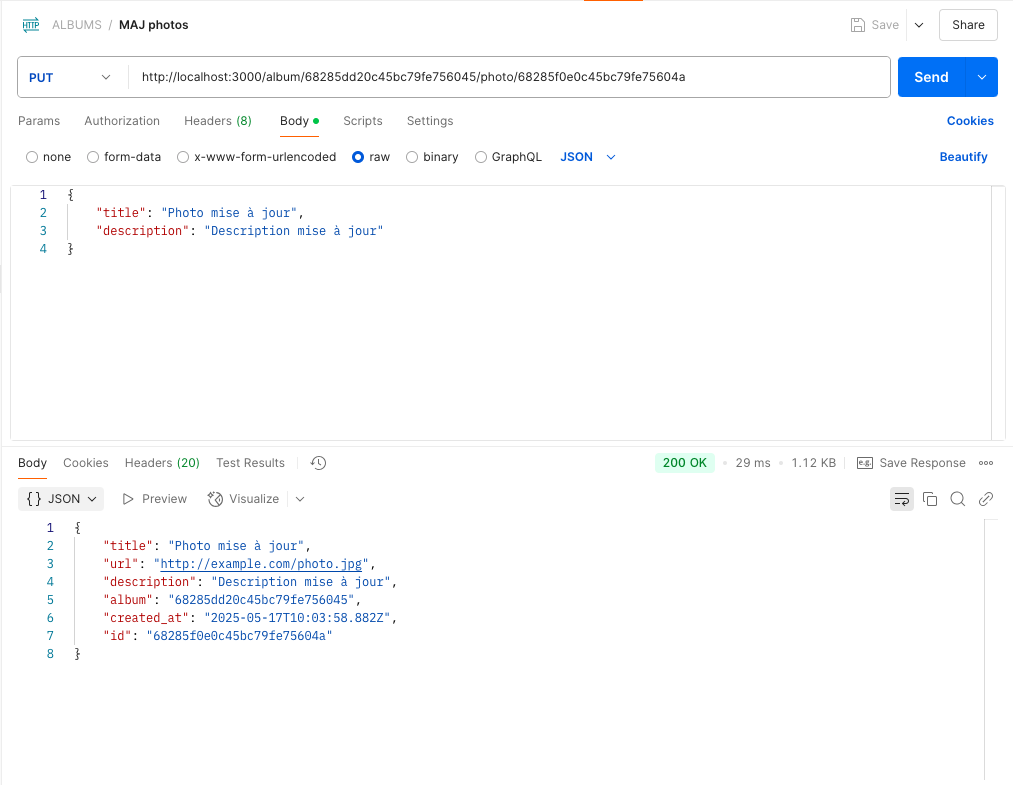 HTTP ALBUMS / MAJ photos Save Share
PUT http://localhost:3000/album/68285dd20c45bc79fe756045/photo/68285f0e0c45bc79fe75604a Send
Params Authorization Headers (8) Body Scripts Settings Cookies
none form-data x-www-form-urlencoded raw binary GraphQL JSON Beautify
1 {
2 "title": "Photo mise à jour",
3 "description": "Description mise à jour"
4 }
Body Cookies Headers (20) Test Results 200 OK • 29 ms • 1.12 KB e.g. Save Response
{} JSON Preview Visualize
1 {
2 "title": "Photo mise à jour",
3 "url": "http://example.com/photo.jpg",
4 "description": "Description mise à jour",
5 "album": "68285dd20c45bc79fe756045",
6 "created_at": "2025-05-17T10:03:58.882Z",
7 "id": "68285f0e0c45bc79fe75604a"
8 }